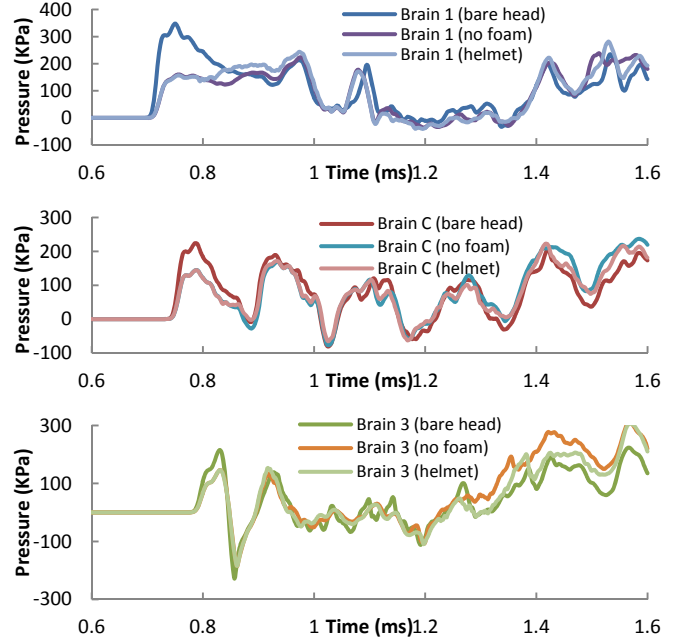 400
300
200
100
0
-100
Pressure (KPa)
Brain 1 (bare head)
Brain 1 (no foam)
Brain 1 (helmet)
0.6 0.8 1 Time (ms) 1.2 1.4 1.6
300
200
100
0
-100
Pressure (KPa)
Brain C (bare head)
Brain C (no foam)
Brain C (helmet)
0.6 0.8 1 Time (ms) 1.2 1.4 1.6
300
100
-100
-300
Pressure (KPa)
Brain 3 (bare head)
Brain 3 (no foam)
Brain 3 (helmet)
0.6 0.8 1 Time (ms) 1.2 1.4 1.6